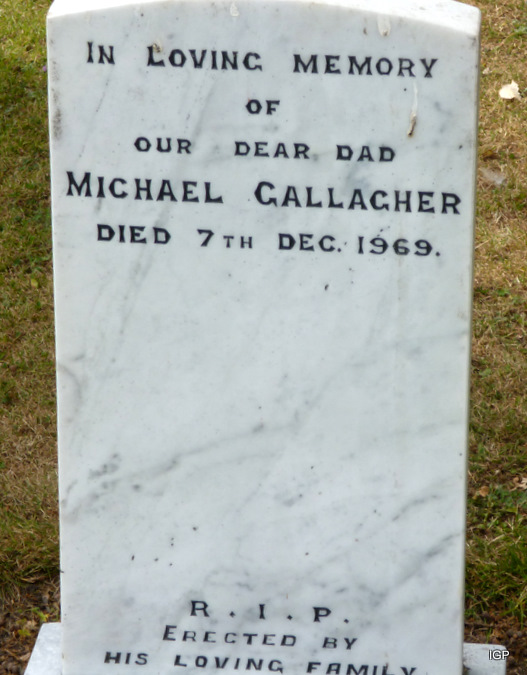 IN LOVING MEMORY
OF
OUR DEAR DAD
MICHAEL GALLAGHER
DIED 7TH DEC. 1969.
R. I. P.
ERECTED BY
HIS LOVING FAMILY.
IGP